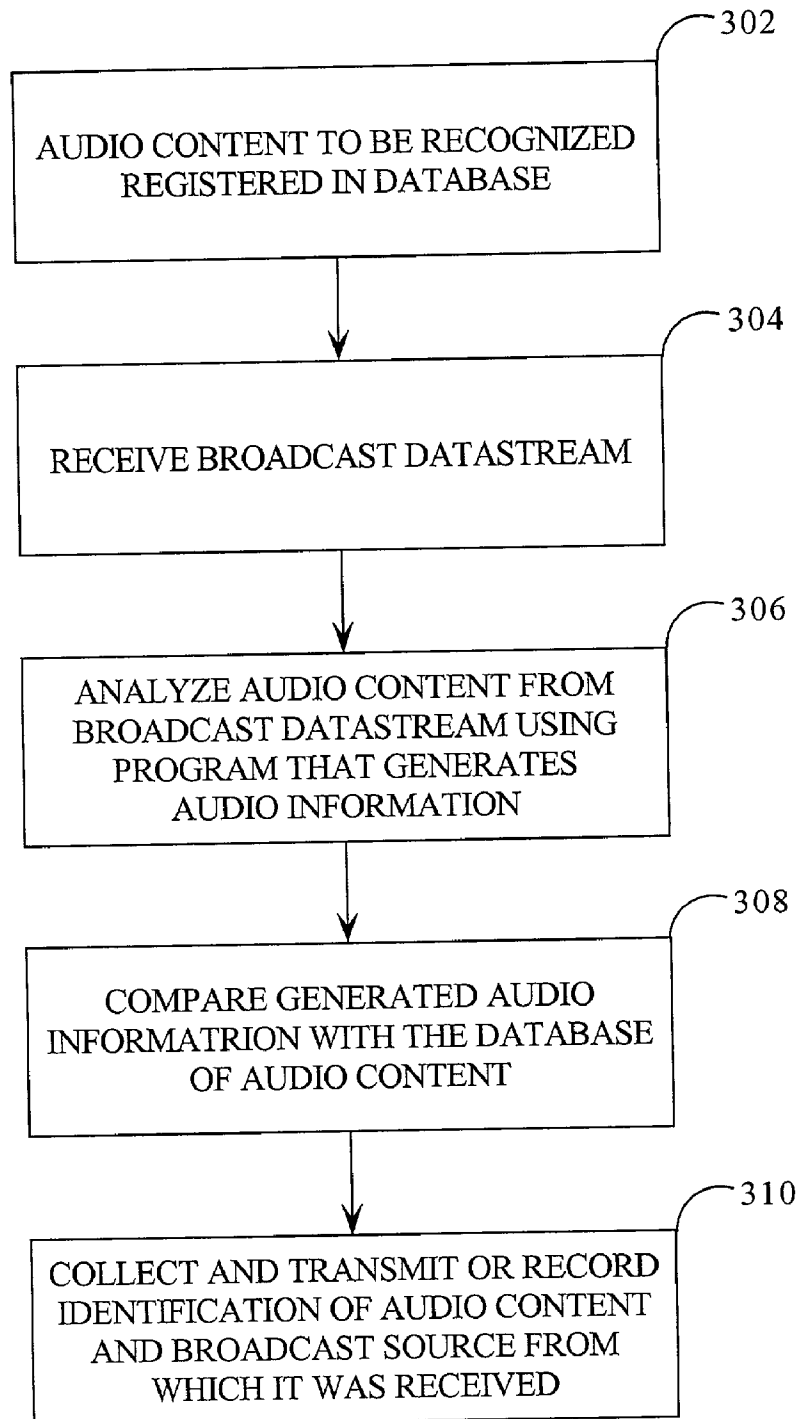 302
AUDIO CONTENT TO BE RECOGNIZED
REGISTERED IN DATABASE
304
RECEIVE BROADCAST DATASTREAM
306
ANALYZE AUDIO CONTENT FROM
BROADCAST DATASTREAM USING
PROGRAM THAT GENERATES
AUDIO INFORMATION
308
COMPARE GENERATED AUDIO
INFORMATRION WITH THE DATABASE
OF AUDIO CONTENT
310
COLLECT AND TRANSMIT OR RECORD
IDENTIFICATION OF AUDIO CONTENT
AND BROADCAST SOURCE FROM
WHICH IT WAS RECEIVED